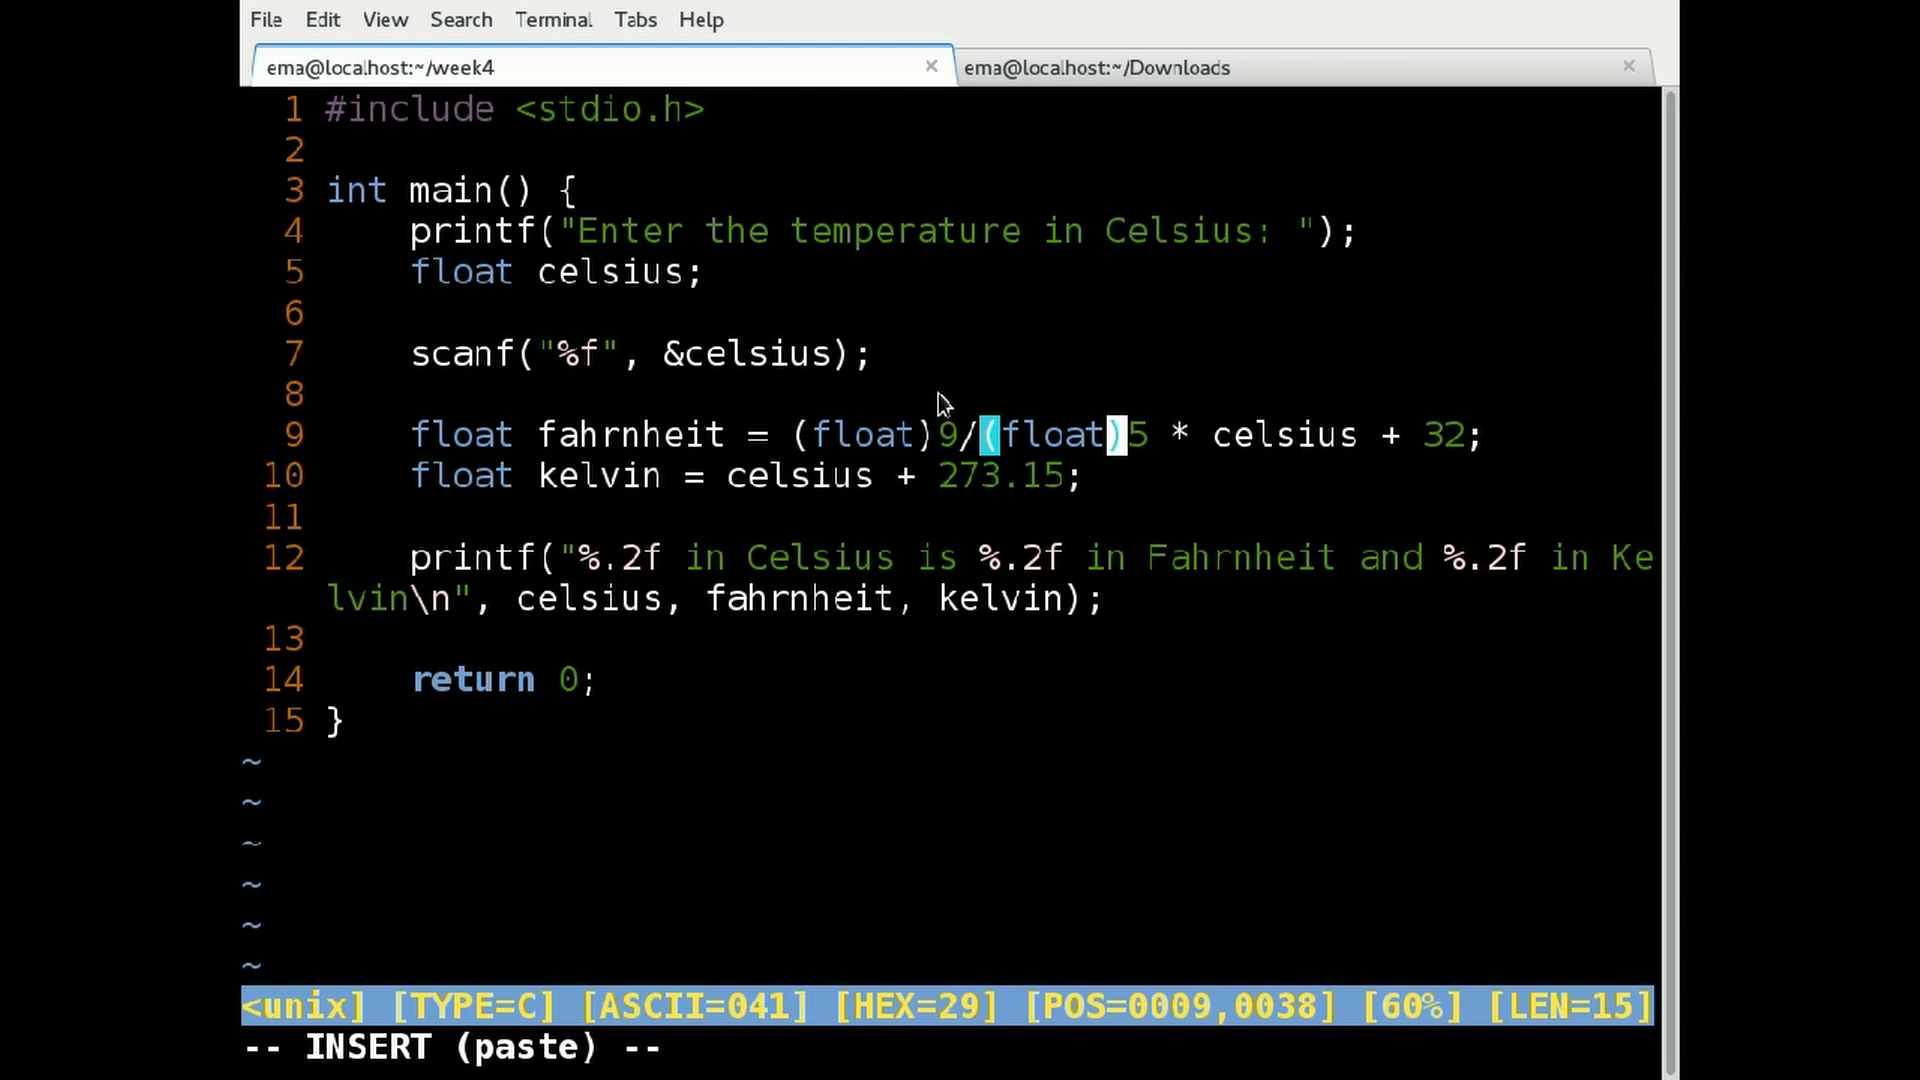 File Edit View Search Terminal Tabs Help
ema@localhost:~/week4 × ema@localhost:~/Downloads ×
1 #include <stdio.h>
2
3 int main() {
4     printf("Enter the temperature in Celsius: ");
5     float celsius;
6
7     scanf("%f", &celsius);
8
9     float fahrnheit = (float)9/(float)5 * celsius + 32;
10     float kelvin = celsius + 273.15;
11
12     printf("%.2f in Celsius is %.2f in Fahrnheit and %.2f in Ke
lvin\n", celsius, fahrnheit, kelvin);
13
14     return 0;
15 }
~
~
~
~
~
~
<unix] [TYPE=C] [ASCII=041] [HEX=29] [POS=0009,0038] [60%] [LEN=15]
-- INSERT (paste) --